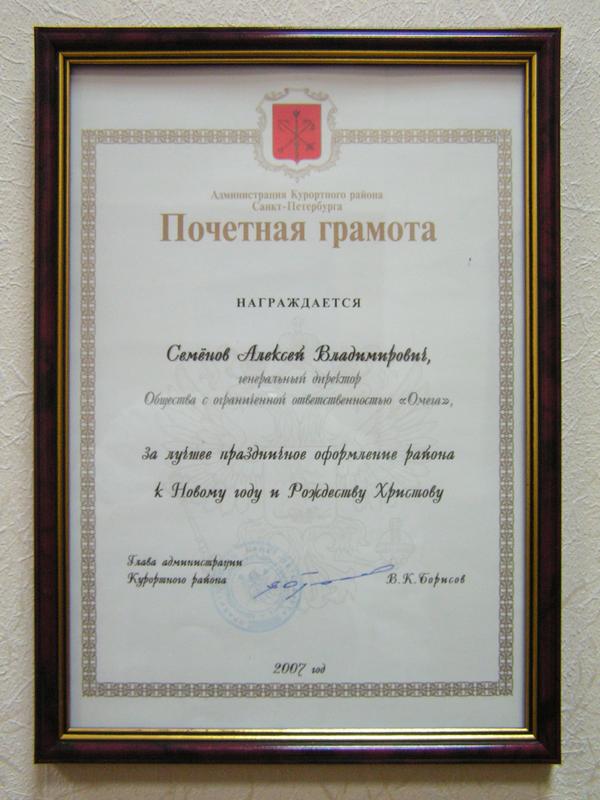 Администрация Курортного района
Санкт-Петербурга
Почетная грамота
НАГРАЖДАЕТСЯ
Семёнов Алексей Владимирович,
генеральный директор
Общества с ограниченной ответственностью «Омега»,
за лучшее праздничное оформление района
к Новому году и Рождеству Христову
Глава администрации
Курортного района
В.К.Борисов
2007 год